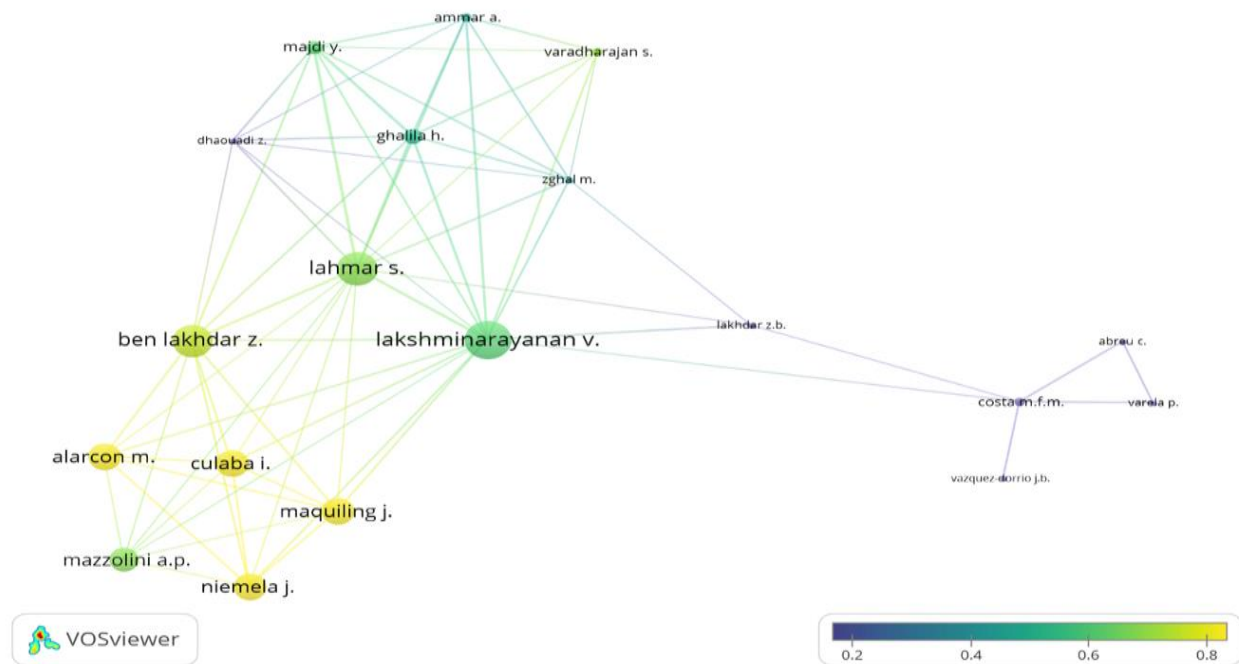 ammar a.
majdi y.
varadharajan s.
dhaouadi z.
ghalila h.
zghal m.
lahmar s.
ben lakhdar z.
lakshminarayanan v.
lakhdar z.b.
abreu c.
costa m.f.m.
varela p.
alarcon m.
culaba i.
vazquez-dorrio j.b.
maquiling j.
mazzolini a.p.
niemela j.
VOSviewer
0.2 0.4 0.6 0.8